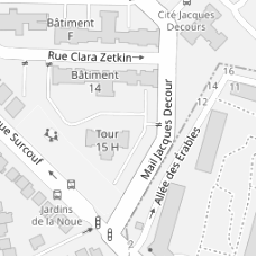 Bâtiment
F
Cité Jacques
Decours
Rue Clara Zetkin
Bâtiment
14
16
14
12
Tour
15 H
Mail Jacques Decour
Allée des Érables
Surcouf
Jardins
de la Noue
2